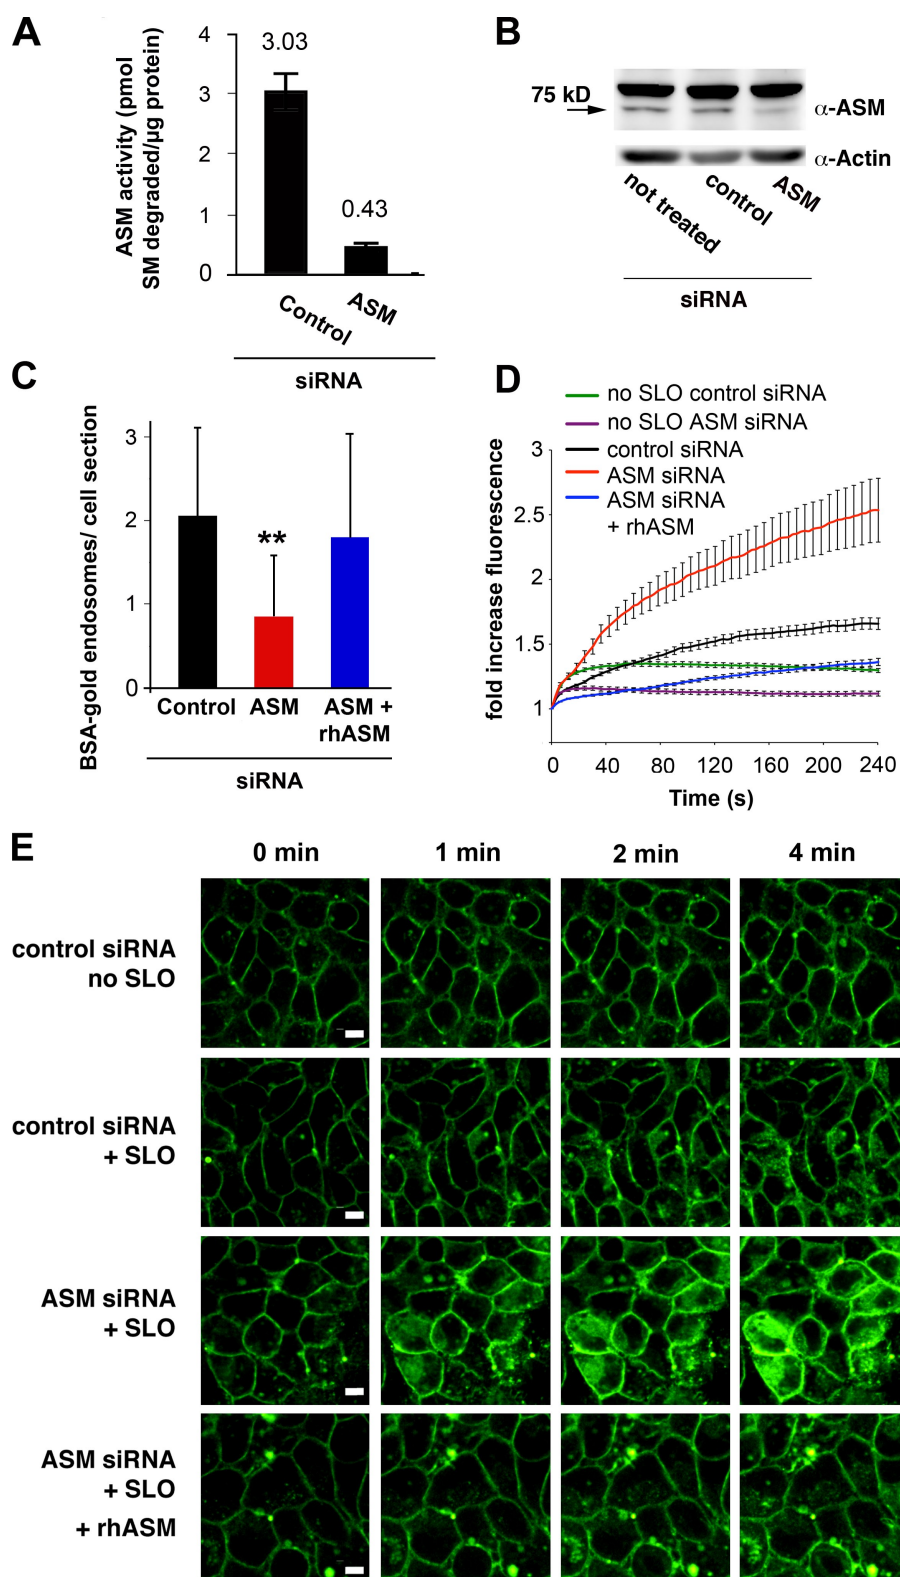 A
ASM activity (pmol
SM degraded/µg protein)
4
3
2
1
0
3.03
0.43
Control
ASM
siRNA
B
75 kD
α-ASM
α-Actin
not treated
control
ASM
siRNA
C
BSA-gold endosomes/ cell section
3
2
1
0
**
Control
ASM
ASM +
rhASM
siRNA
D
no SLO control siRNA
no SLO ASM siRNA
control siRNA
ASM siRNA
ASM siRNA
+ rhASM
fold increase fluorescence
3
2.5
2
1.5
1
0 40 80 120 160 200 240
Time (s)
E
0 min 1 min 2 min 4 min
control siRNA
no SLO
control siRNA
+ SLO
ASM siRNA
+ SLO
ASM siRNA
+ SLO
+ rhASM